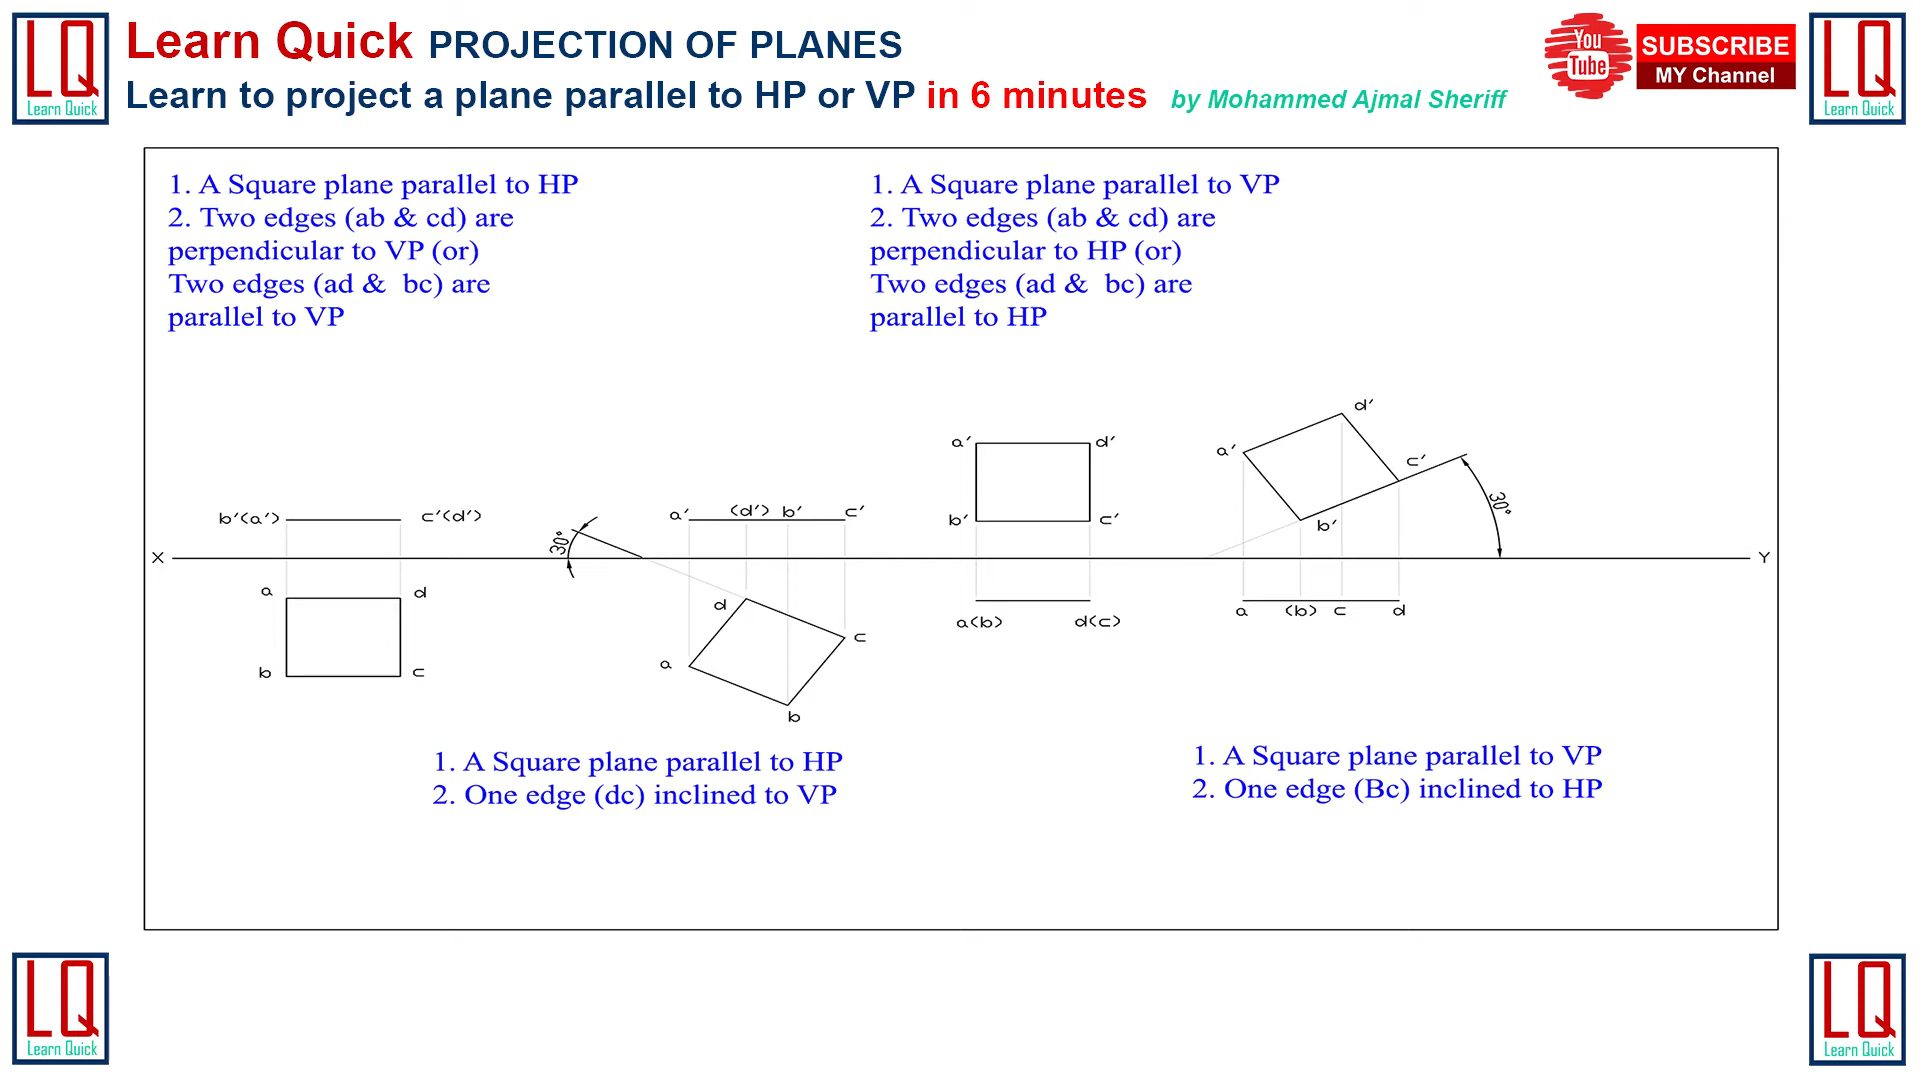 LQ
Learn Quick
Learn Quick PROJECTION OF PLANES
Learn to project a plane parallel to HP or VP in 6 minutes by Mohammed Ajmal Sheriff
You
Tube
SUBSCRIBE
MY Channel
LQ
Learn Quick
1. A Square plane parallel to HP
2. Two edges (ab & cd) are
perpendicular to VP (or)
Two edges (ad & bc) are
parallel to VP
1. A Square plane parallel to VP
2. Two edges (ab & cd) are
perpendicular to HP (or)
Two edges (ad & bc) are
parallel to HP
X
b'(a') c'(d')
a d
b c
30°
a' (d') b' c'
d
c
a
b
a' d'
b' c'
a(b) d(c)
d'
a'
c'
b'
30°
a (b) c d
Y
1. A Square plane parallel to HP
2. One edge (dc) inclined to VP
1. A Square plane parallel to VP
2. One edge (Bc) inclined to HP
LQ
Learn Quick
LQ
Learn Quick